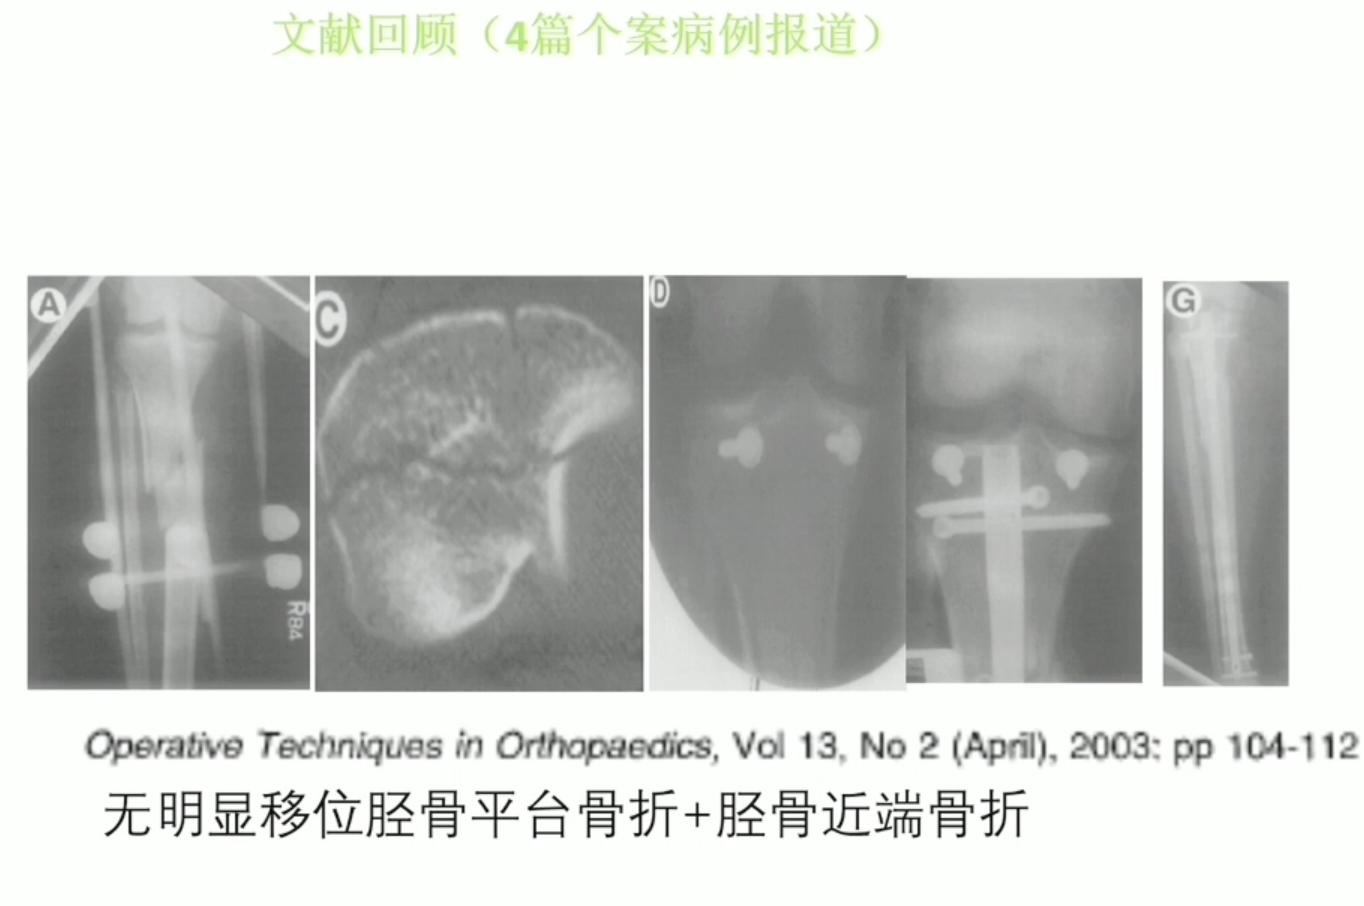 文献回顾（4篇个案病例报道）
A
C
D
G
R84
Operative Techniques in Orthopaedics, Vol 13, No 2 (April), 2003: pp 104-112
无明显移位胫骨平台骨折+胫骨近端骨折